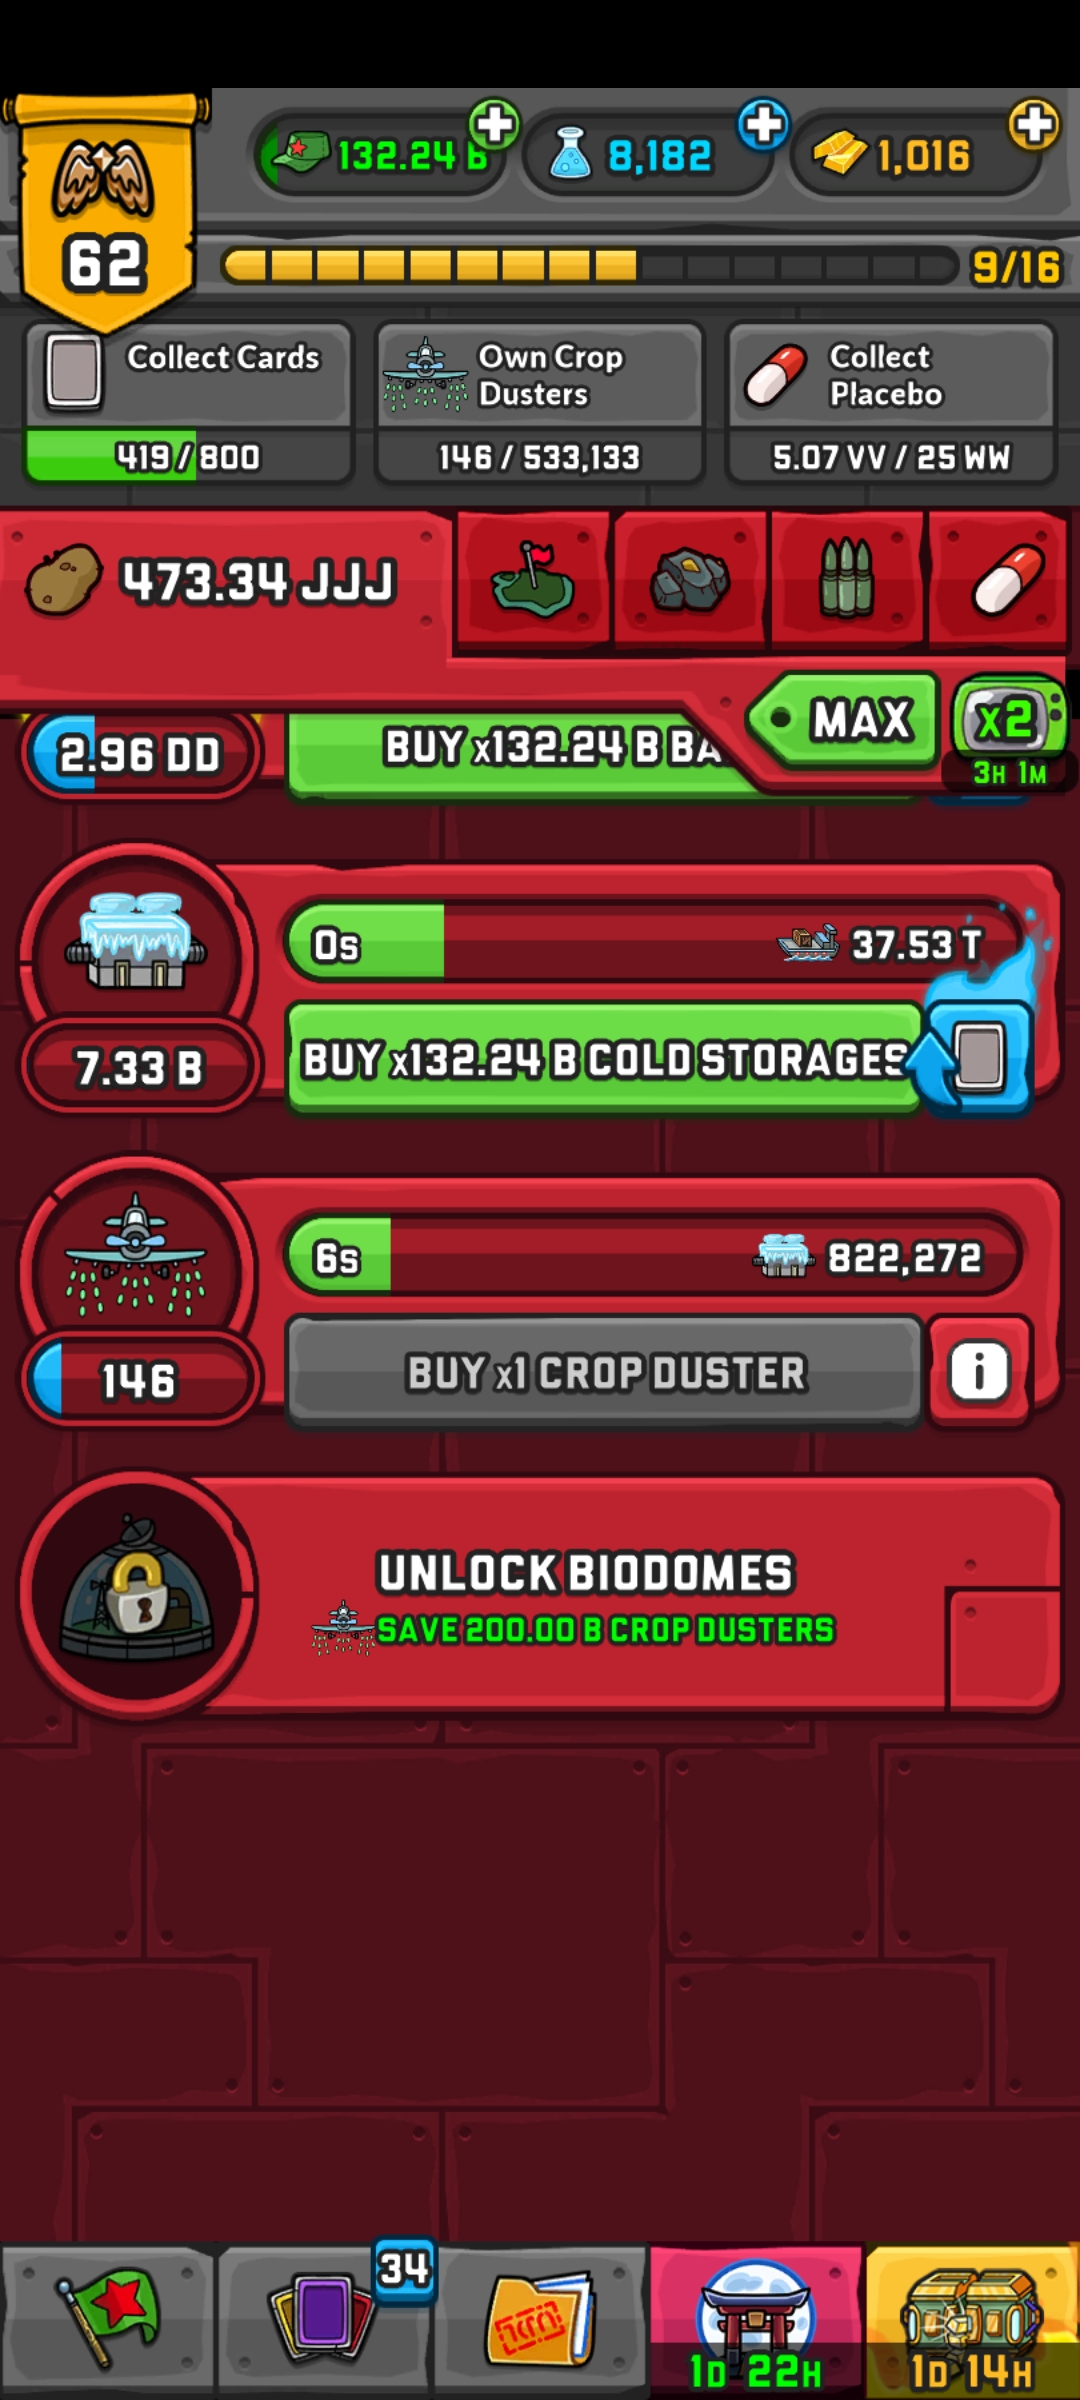 132.24 B
8,182
1,016
62
9/16
Collect Cards
419 / 800
Own Crop
Dusters
146 / 533,133
Collect
Placebo
5.07 VV / 25 WW
473.34 JJJ
MAX
x2
3H 1M
2.96 DD
BUY x132.24 B
0s
37.53 T
7.33 B
BUY x132.24 B COLD STORAGES
6s
822,272
146
BUY x1 CROP DUSTER
i
UNLOCK BIODOMES
SAVE 200.00 B CROP DUSTERS
34
1D 22H
1D 14H